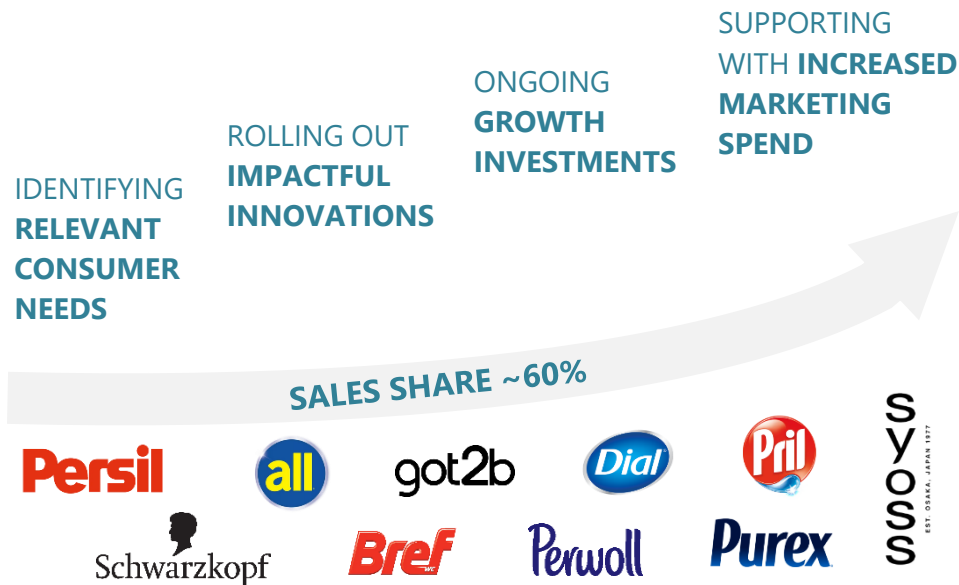 IDENTIFYING
RELEVANT
CONSUMER
NEEDS
ROLLING OUT
IMPACTFUL
INNOVATIONS
ONGOING
GROWTH
INVESTMENTS
SUPPORTING
WITH INCREASED
MARKETING
SPEND
SALES SHARE ~60%
Persil
all
got2b
Dial
Pril
SYOSS
EST. OSAKA, JAPAN 1977
Schwarzkopf
Bref
WC
Perwoll
Purex